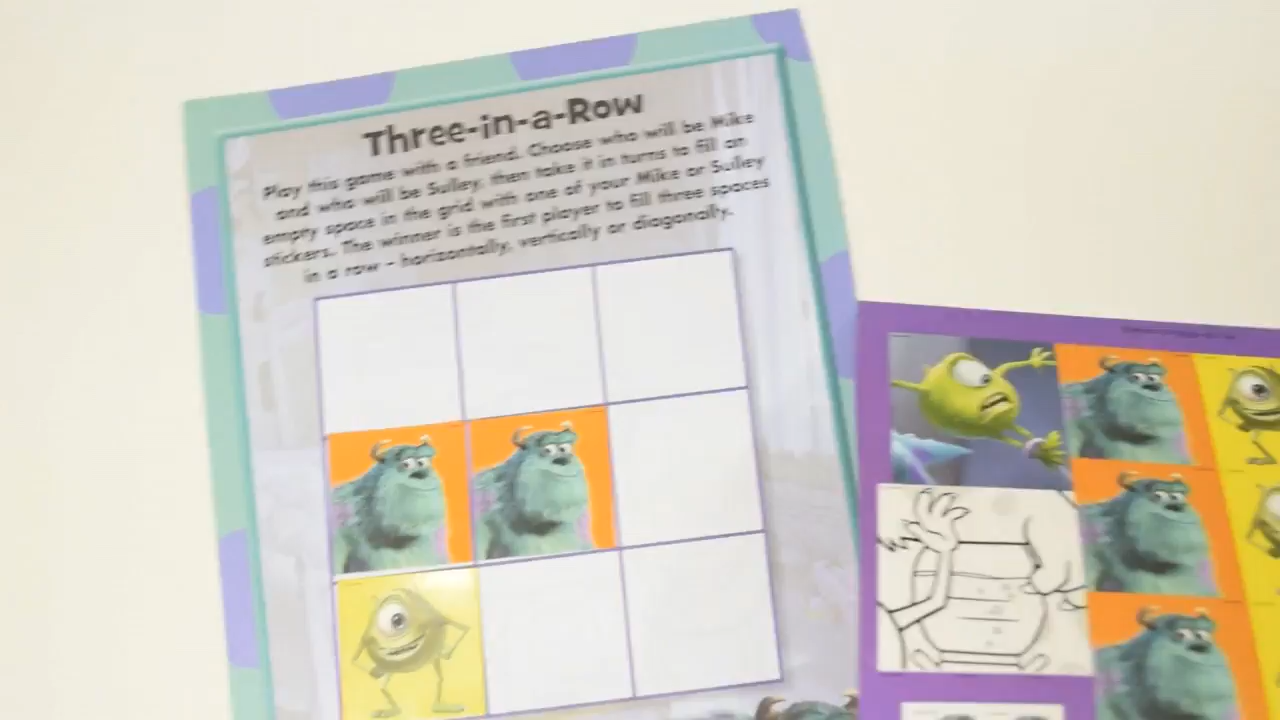 Three-in-a-Row
Play this game with a friend. Choose who will be Mike
and who will be Sulley, then take it in turns to fill an
empty space in the grid with one of your Mike or Sulley
stickers. The winner is the first player to fill three spaces
in a row – horizontally, vertically or diagonally.